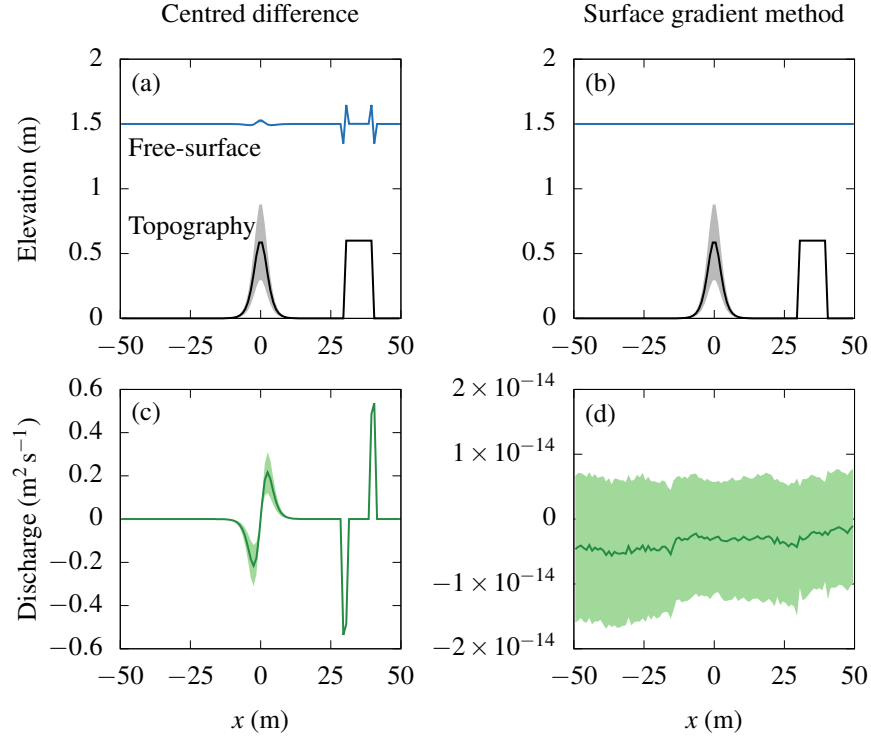 Centred difference
Surface gradient method
(a)
(b)
Elevation (m)
2
1.5
1
0.5
0
Free-surface
Topography
−50
−25
0
25
50
2
1.5
1
0.5
0
−50
−25
0
25
50
(c)
(d)
Discharge (m² s⁻¹)
0.6
0.4
0.2
0
−0.2
−0.4
−0.6
−50
−25
0
25
50
x (m)
2 × 10⁻¹⁴
1 × 10⁻¹⁴
0
−1 × 10⁻¹⁴
−2 × 10⁻¹⁴
−50
−25
0
25
50
x (m)